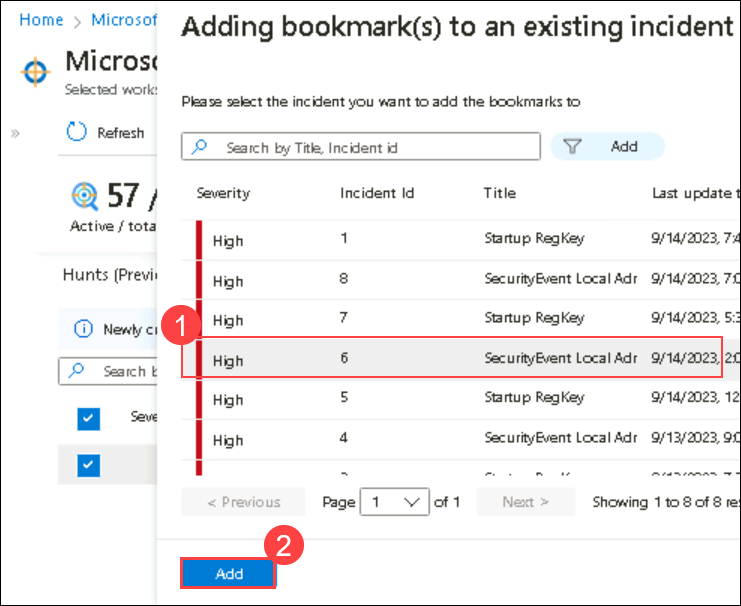 Home > Microsof
Adding bookmark(s) to an existing incident
Microso
Selected works
Please select the incident you want to add the bookmarks to
» Refresh
Search by Title, Incident id
Add
57 /
Active / tota
Severity Incident Id Title Last update t
High 1 Startup RegKey 9/14/2023, 7:4
Hunts (Previ
High 8 SecurityEvent Local Adr 9/14/2023, 7:0
1
Newly cr
High 7 Startup RegKey 9/14/2023, 5:3
High 6 SecurityEvent Local Adr 9/14/2023, 2:0
Search b
High 5 Startup RegKey 9/14/2023, 12:
Seve
High 4 SecurityEvent Local Adr 9/13/2023, 9:0
< Previous Page 1 of 1 Next > Showing 1 to 8 of 8 res
2
Add